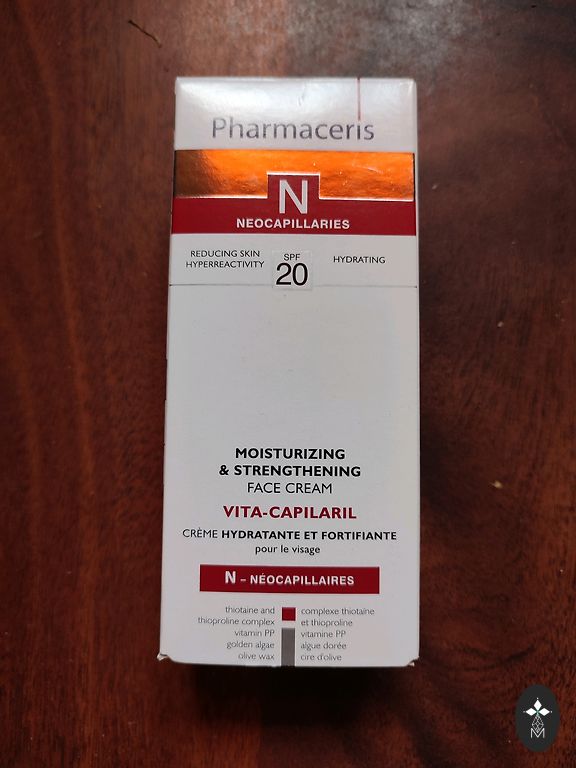 Pharmaceris
N
NEOCAPILLARIES
REDUCING SKIN
HYPERREACTIVITY
SPF
20
HYDRATING
MOISTURIZING
& STRENGTHENING
FACE CREAM
VITA-CAPILARIL
CRÈME HYDRATANTE ET FORTIFIANTE
pour le visage
N – NÉOCAPILLAIRES
thiotaine and
thioproline complex
vitamin PP
golden algae
olive wax
complexe thiotaïne
et thioproline
vitamine PP
algue dorée
cire d'olive
M